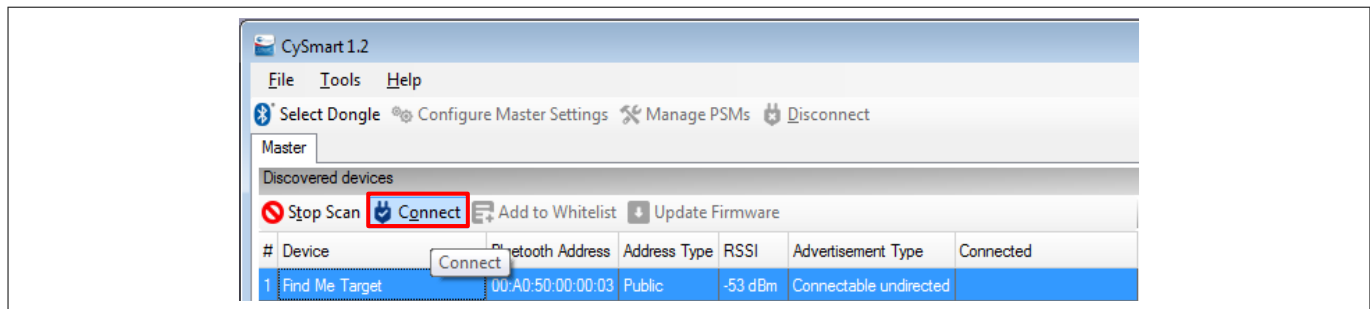 CySmart 1.2
File Tools Help
Select Dongle Configure Master Settings Manage PSMs Disconnect
Master
Discovered devices
Stop Scan Connect Add to Whitelist Update Firmware
# Device Bluetooth Address Address Type RSSI Advertisement Type Connected
Connect
1 Find Me Target 00:A0:50:00:00:03 Public -53 dBm Connectable undirected